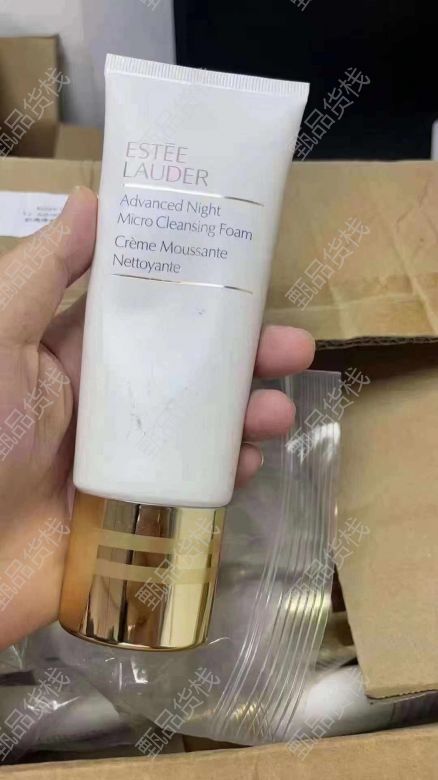 ESTĒE
LAUDER
Advanced Night
Micro Cleansing Foam
Crème Moussante
Nettoyante
甄品货栈